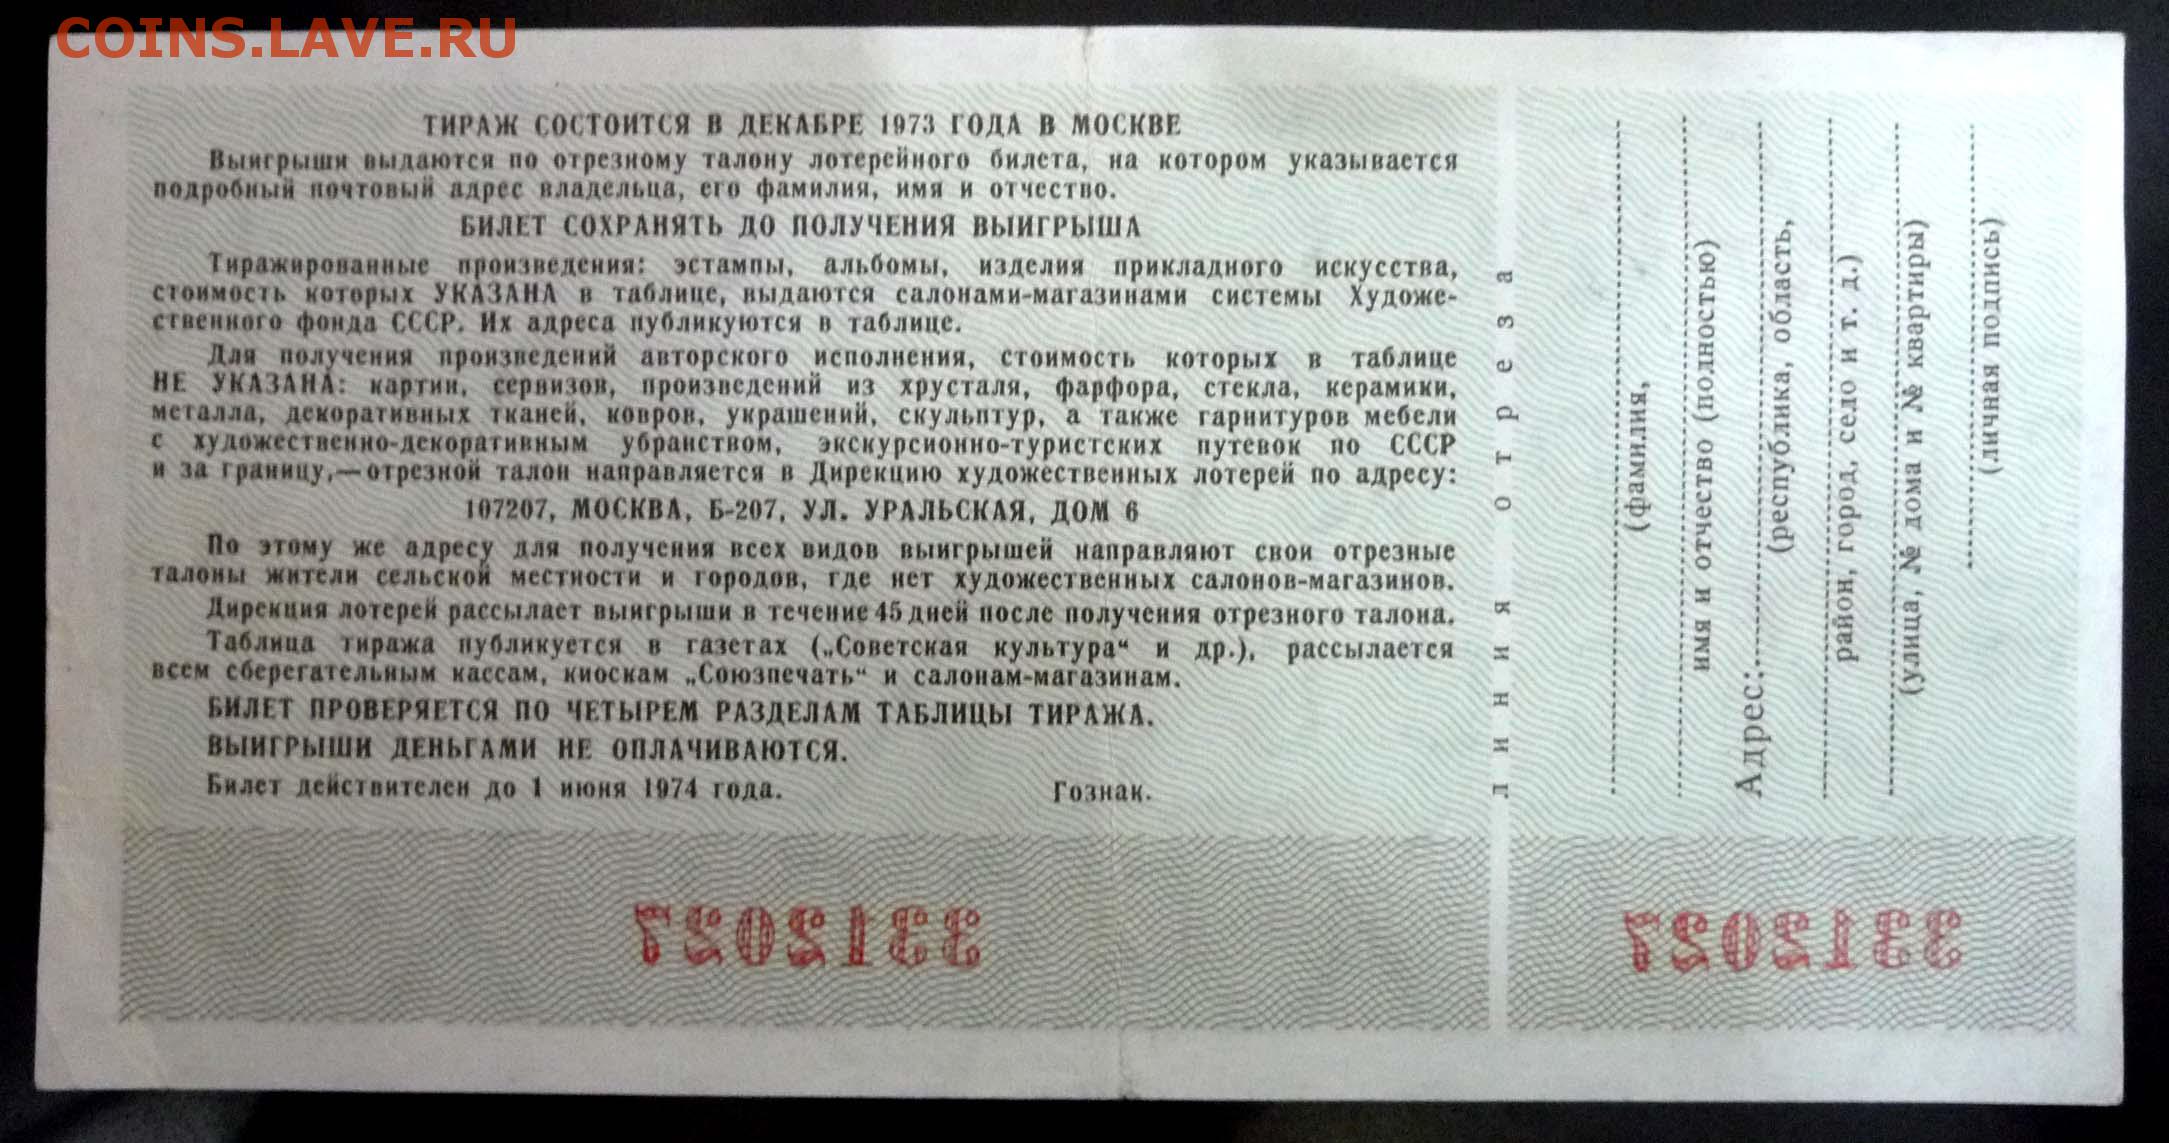 COINS.LAVE.RU
ТИРАЖ СОСТОИТСЯ В ДЕКАБРЕ 1973 ГОДА В МОСКВЕ
Выигрыши выдаются по отрезному талону лотерейного билета, на котором указывается
подробный почтовый адрес владельца, его фамилия, имя и отчество.
БИЛЕТ СОХРАНЯТЬ ДО ПОЛУЧЕНИЯ ВЫИГРЫША
Тиражированные произведения: эстампы, альбомы, изделия прикладного искусства,
стоимость которых УКАЗАНА в таблице, выдаются салонами-магазинами системы Художе-
ственного фонда СССР. Их адреса публикуются в таблице.
Для получения произведений авторского исполнения, стоимость которых в таблице
НЕ УКАЗАНА: картин, сервизов, произведений из хрусталя, фарфора, стекла, керамики,
металла, декоративных тканей, ковров, украшений, скульптур, а также гарнитуров мебели
с художественно-декоративным убранством, экскурсионно-туристских путевок по СССР
и за границу,—отрезной талон направляется в Дирекцию художественных лотерей по адресу:
107207, МОСКВА, Б-207, УЛ. УРАЛЬСКАЯ, ДОМ 6
По этому же адресу для получения всех видов выигрышей направляют свои отрезные
талоны жители сельской местности и городов, где нет художественных салонов-магазинов.
Дирекция лотерей рассылает выигрыши в течение 45 дней после получения отрезного талона.
Таблица тиража публикуется в газетах („Советская культура“ и др.), рассылается
всем сберегательным кассам, киоскам „Союзпечать“ и салонам-магазинам.
БИЛЕТ ПРОВЕРЯЕТСЯ ПО ЧЕТЫРЕМ РАЗДЕЛАМ ТАБЛИЦЫ ТИРАЖА.
ВЫИГРЫШИ ДЕНЬГАМИ НЕ ОПЛАЧИВАЮТСЯ.
Билет действителен до 1 июня 1974 года. Гознак.
3312027
линия отреза
(фамилия,
имя и отчество (полностью)
Адрес:
(республика, область,
район, город, село и т. д.)
(улица, № дома и № квартиры)
(личная подпись)
3312027